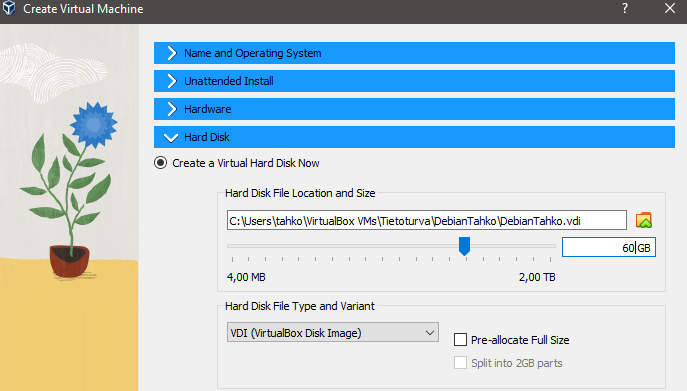 Create Virtual Machine
Name and Operating System
Unattended Install
Hardware
Hard Disk
Create a Virtual Hard Disk Now
Hard Disk File Location and Size
C:\Users\tahko\VirtualBox VMs\Tietoturva\DebianTahko\DebianTahko.vdi
60 GB
4,00 MB 2,00 TB
Hard Disk File Type and Variant
VDI (VirtualBox Disk Image)
Pre-allocate Full Size
Split into 2GB parts